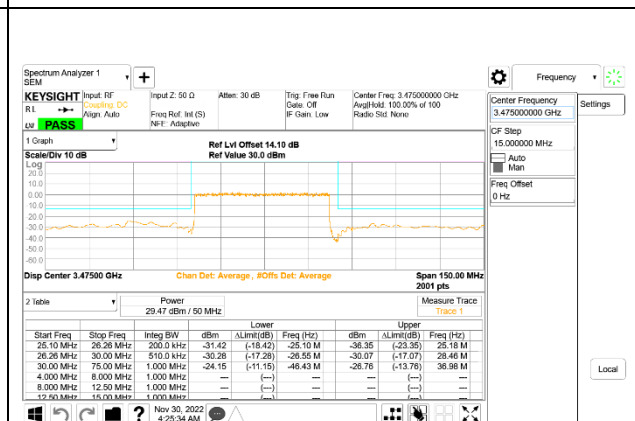 Spectrum Analyzer 1
SEM
Frequency
KEYSIGHT
Input: RF
Input Z: 50 Ω
Atten: 30 dB
Trig: Free Run
Center Freq: 3.475000000 GHz
RL
Coupling: DC
Gate: Off
Avg|Hold: 100.00% of 100
Align: Auto
Freq Ref: Int (S)
IF Gain: Low
Radio Std: None
NFE: Adaptive
PASS
Center Frequency
3.475000000 GHz
Settings
CF Step
15.000000 MHz
Auto
Man
Freq Offset
0 Hz
1 Graph
Ref Lvl Offset 14.10 dB
Scale/Div 10 dB
Ref Value 30.0 dBm
Log
20.0
10.0
0.00
-10.0
-20.0
-30.0
-40.0
-50.0
-60.0
Disp Center 3.47500 GHz
Chan Det: Average , #Offs Det: Average
Span 150.00 MHz
2001 pts
2 Table
Power
29.47 dBm / 50 MHz
Measure Trace
Trace 1
Lower Upper
Start Freq Stop Freq Integ BW dBm ΔLimit(dB) Freq (Hz) dBm ΔLimit(dB) Freq (Hz)
25.10 MHz 26.26 MHz 200.0 kHz -31.42 (-18.42) -25.10 M -36.35 (-23.35) 25.18 M
26.26 MHz 30.00 MHz 510.0 kHz -30.28 (-17.28) -26.55 M -30.07 (-17.07) 28.46 M
30.00 MHz 75.00 MHz 1.000 MHz -24.15 (-11.15) -46.43 M -26.76 (-13.76) 36.98 M
4.000 MHz 8.000 MHz 1.000 MHz --- (---) --- --- (---) ---
8.000 MHz 12.50 MHz 1.000 MHz --- (---) --- --- (---) ---
12.50 MHz 15.00 MHz 1.000 MHz --- (---) --- --- (---) ---
Local
?
Nov 30, 2022
4:25:34 AM